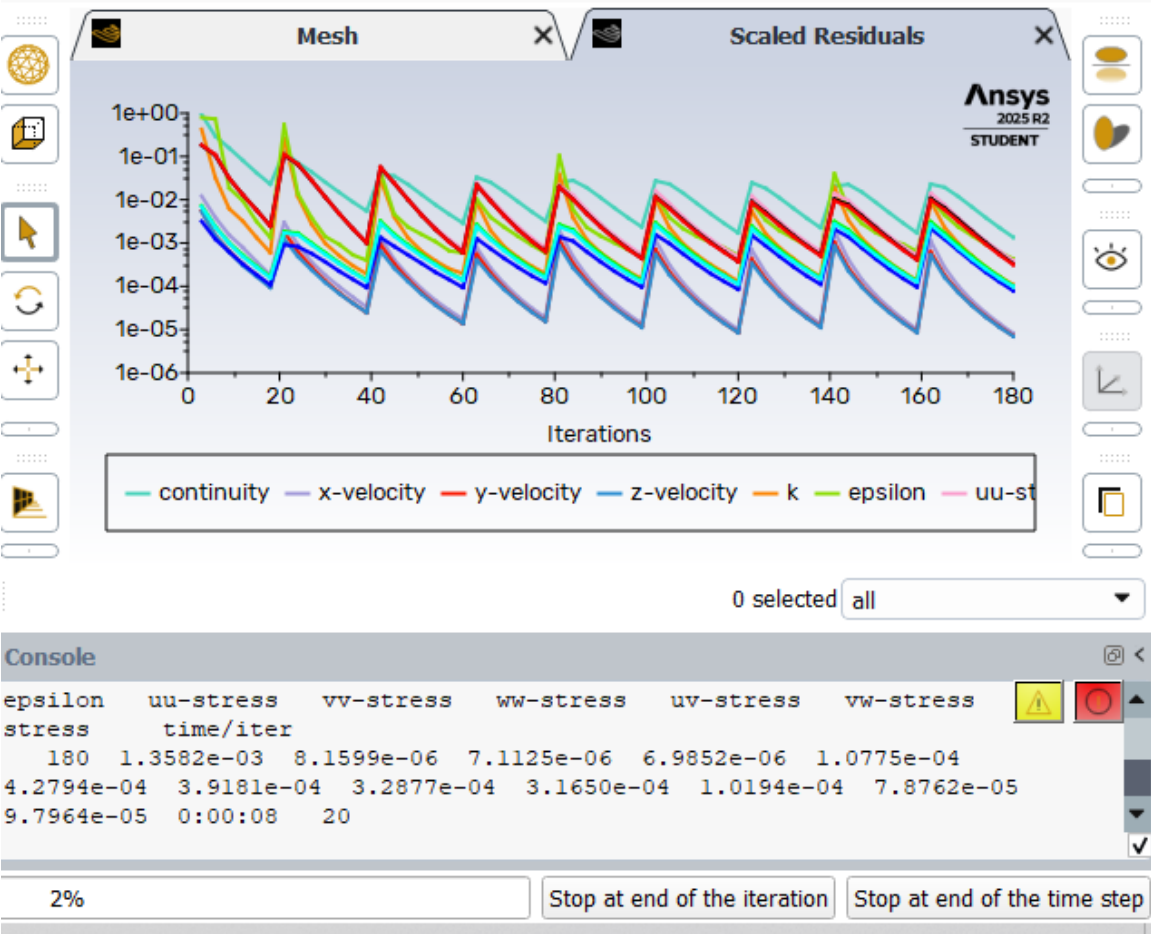 Mesh
Scaled Residuals
Ansys
2025 R2
STUDENT
1e+00
1e-01
1e-02
1e-03
1e-04
1e-05
1e-06
0 20 40 60 80 100 120 140 160 180
Iterations
continuity x-velocity y-velocity z-velocity k epsilon uu-st
0 selected all
Console
epsilon uu-stress vv-stress ww-stress uv-stress vw-stress
stress time/iter
180 1.3582e-03 8.1599e-06 7.1125e-06 6.9852e-06 1.0775e-04
4.2794e-04 3.9181e-04 3.2877e-04 3.1650e-04 1.0194e-04 7.8762e-05
9.7964e-05 0:00:08 20
2% Stop at end of the iteration Stop at end of the time step